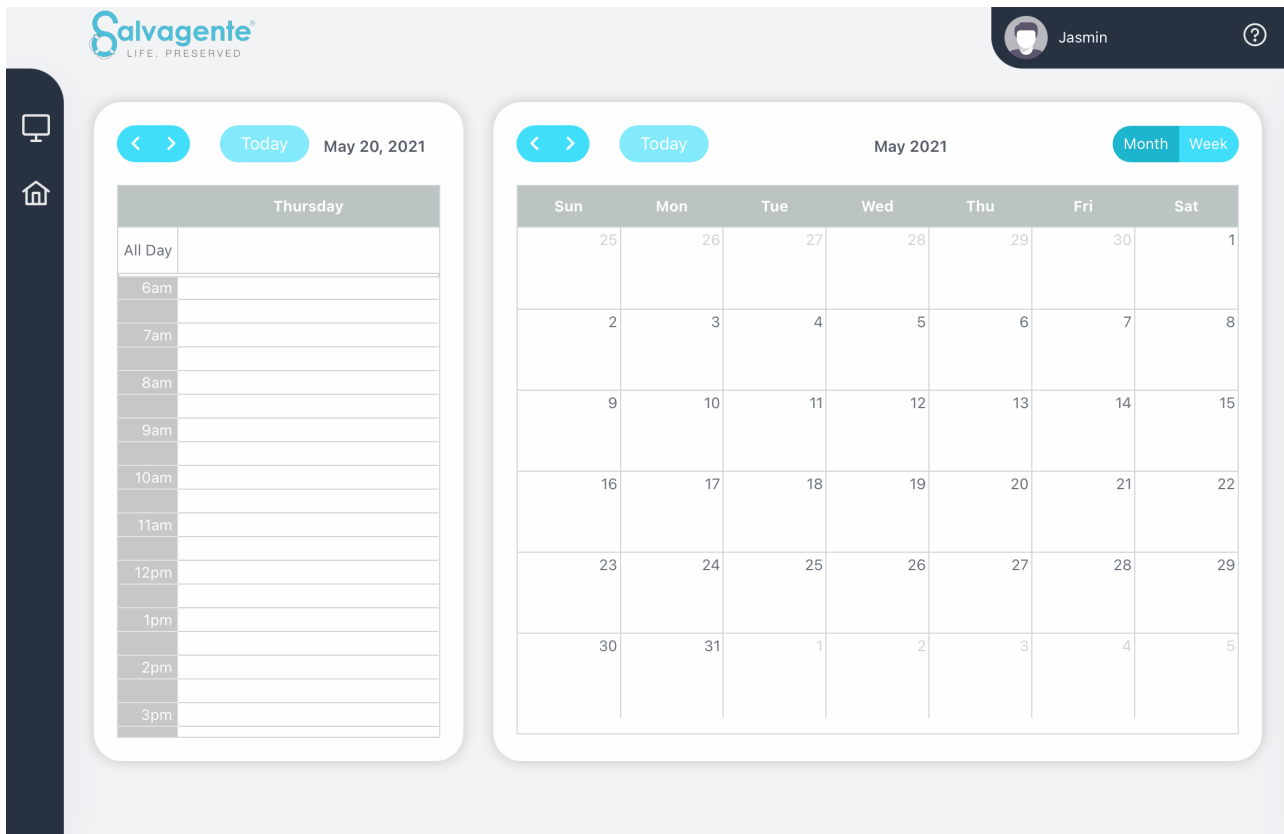 Salvagente®
LIFE. PRESERVED
Jasmin
?
Today
May 20, 2021
Thursday
All Day
6am
7am
8am
9am
10am
11am
12pm
1pm
2pm
3pm
Today
May 2021
Month Week
Sun Mon Tue Wed Thu Fri Sat
25 26 27 28 29 30 1
2 3 4 5 6 7 8
9 10 11 12 13 14 15
16 17 18 19 20 21 22
23 24 25 26 27 28 29
30 31 1 2 3 4 5